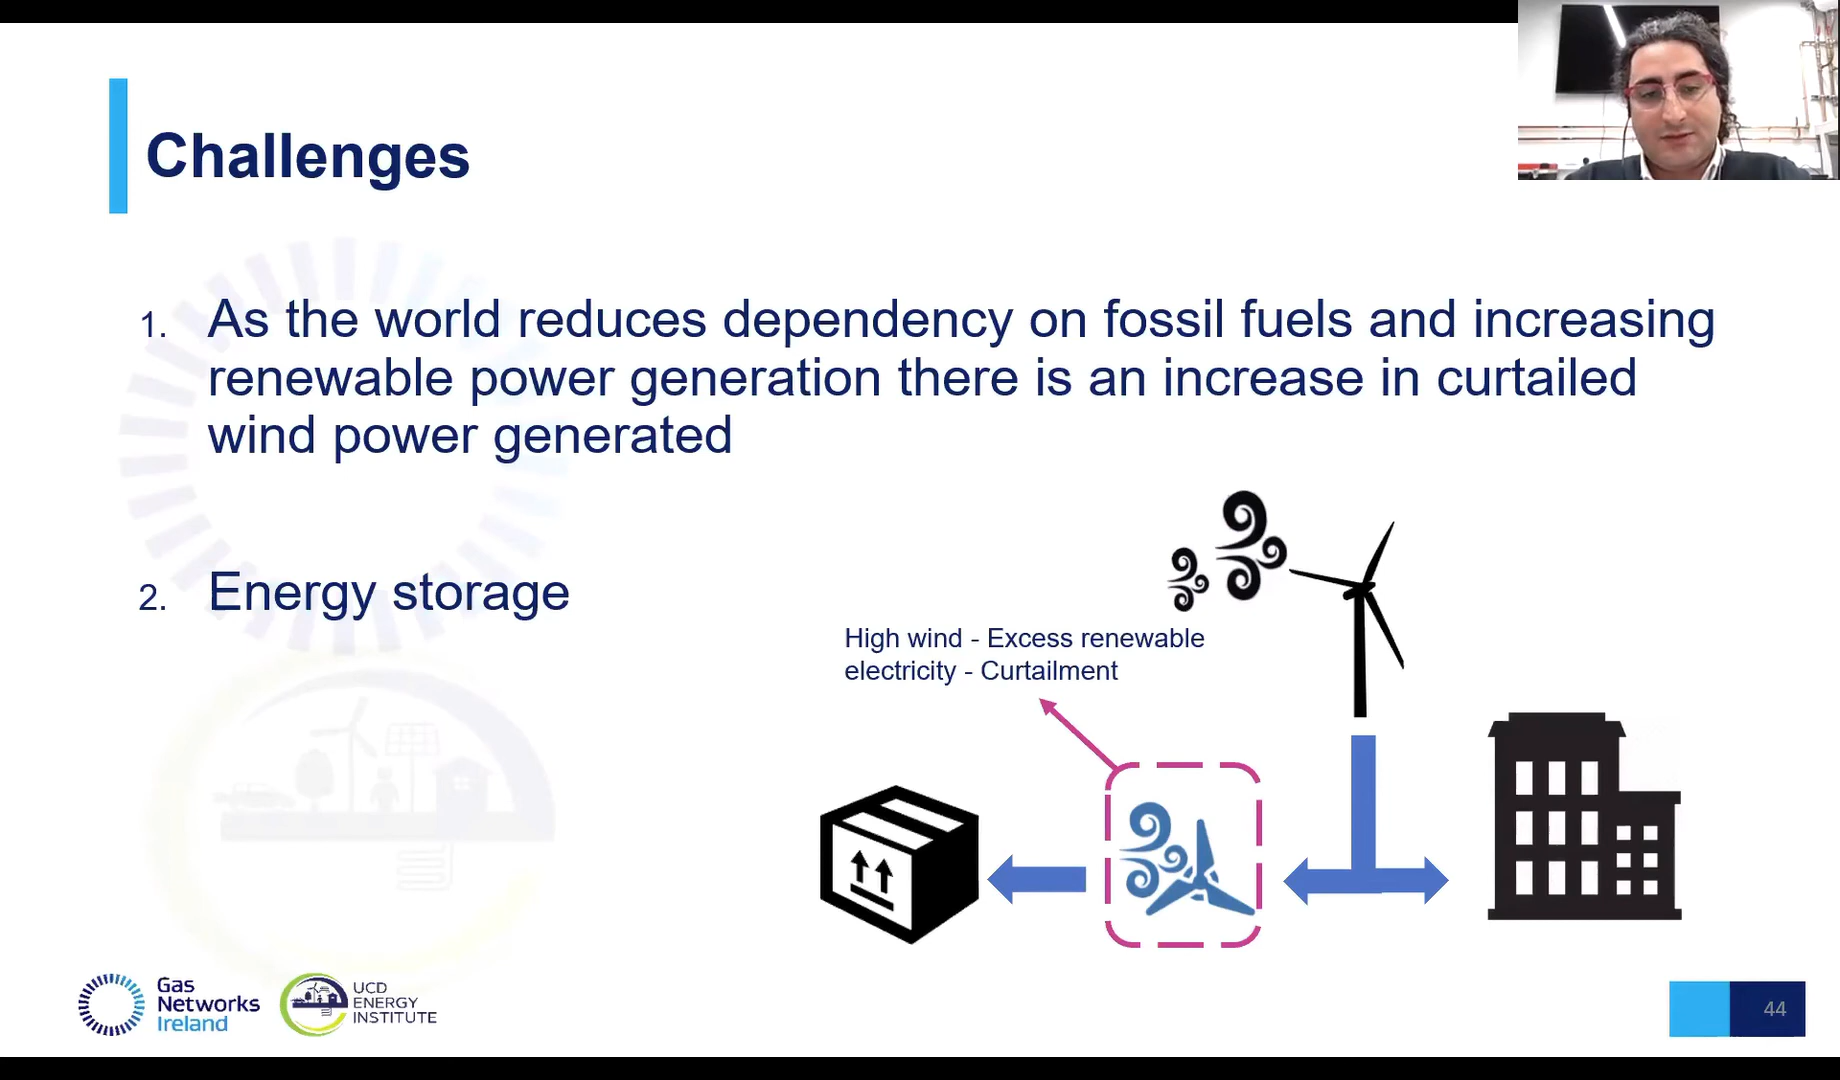 Challenges
1. As the world reduces dependency on fossil fuels and increasing
renewable power generation there is an increase in curtailed
wind power generated
2. Energy storage
High wind - Excess renewable
electricity - Curtailment
Gas
Networks
Ireland
UCD
ENERGY
INSTITUTE
44